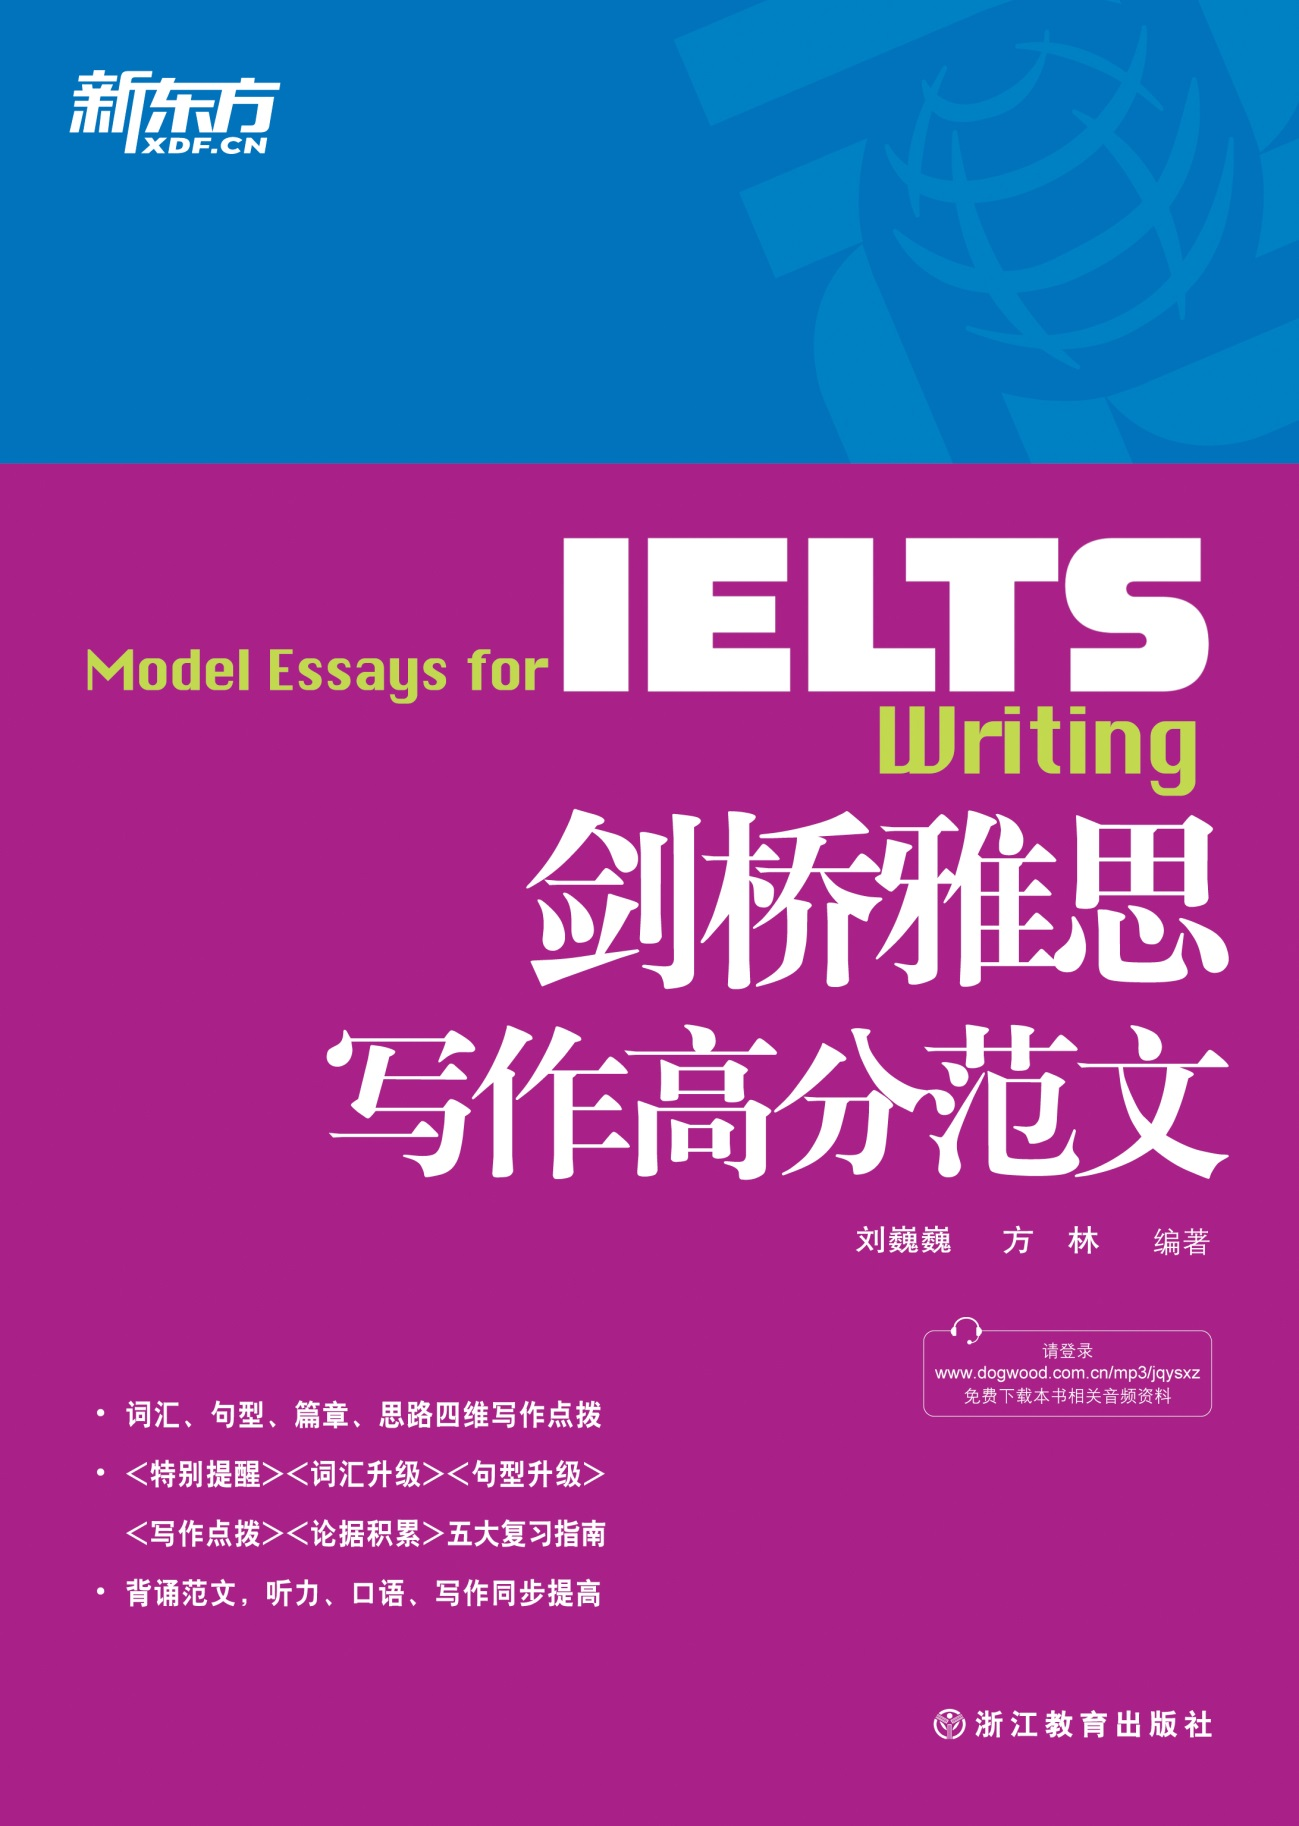 新东方
XDF.CN
Model Essays for IELTS
Writing
剑桥雅思
写作高分范文
刘巍巍 方 林 编著
请登录
www.dogwood.com.cn/mp3/jqysxz
免费下载本书相关音频资料
• 词汇、句型、篇章、思路四维写作点拨
• <特别提醒><词汇升级><句型升级>
<写作点拨><论据积累>五大复习指南
• 背诵范文，听力、口语、写作同步提高
浙江教育出版社